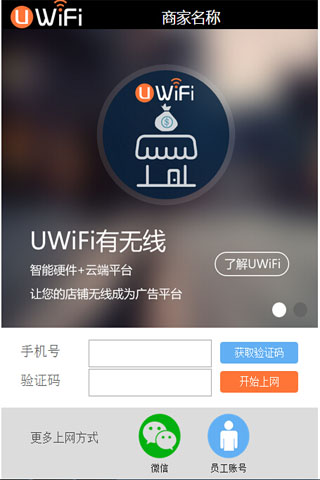 UWiFi
商家名称
UWiFi
UWiFi有无线
智能硬件+云端平台
了解UWiFi
让您的店铺无线成为广告平台
手机号
获取验证码
验证码
开始上网
更多上网方式
微信
员工账号